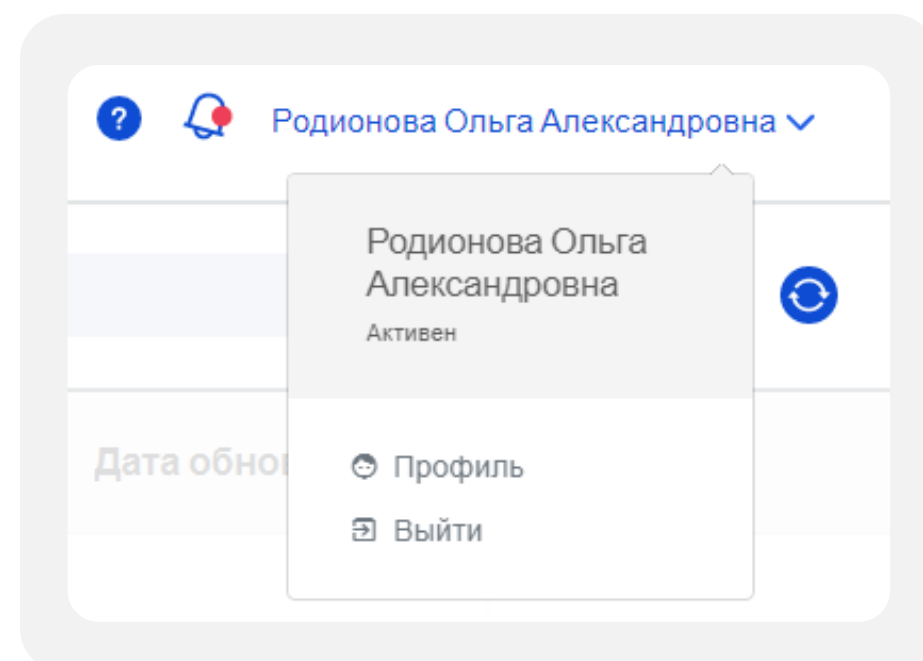 ?
Родионова Ольга Александровна
Родионова Ольга
Александровна
Активен
Дата обнов
Профиль
Выйти